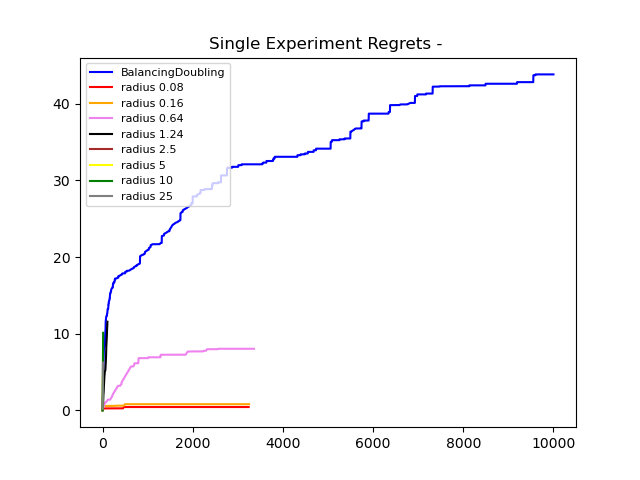 Single Experiment Regrets -
BalancingDoubling
radius 0.08
radius 0.16
radius 0.64
radius 1.24
radius 2.5
radius 5
radius 10
radius 25
40
30
20
10
0
0 2000 4000 6000 8000 10000